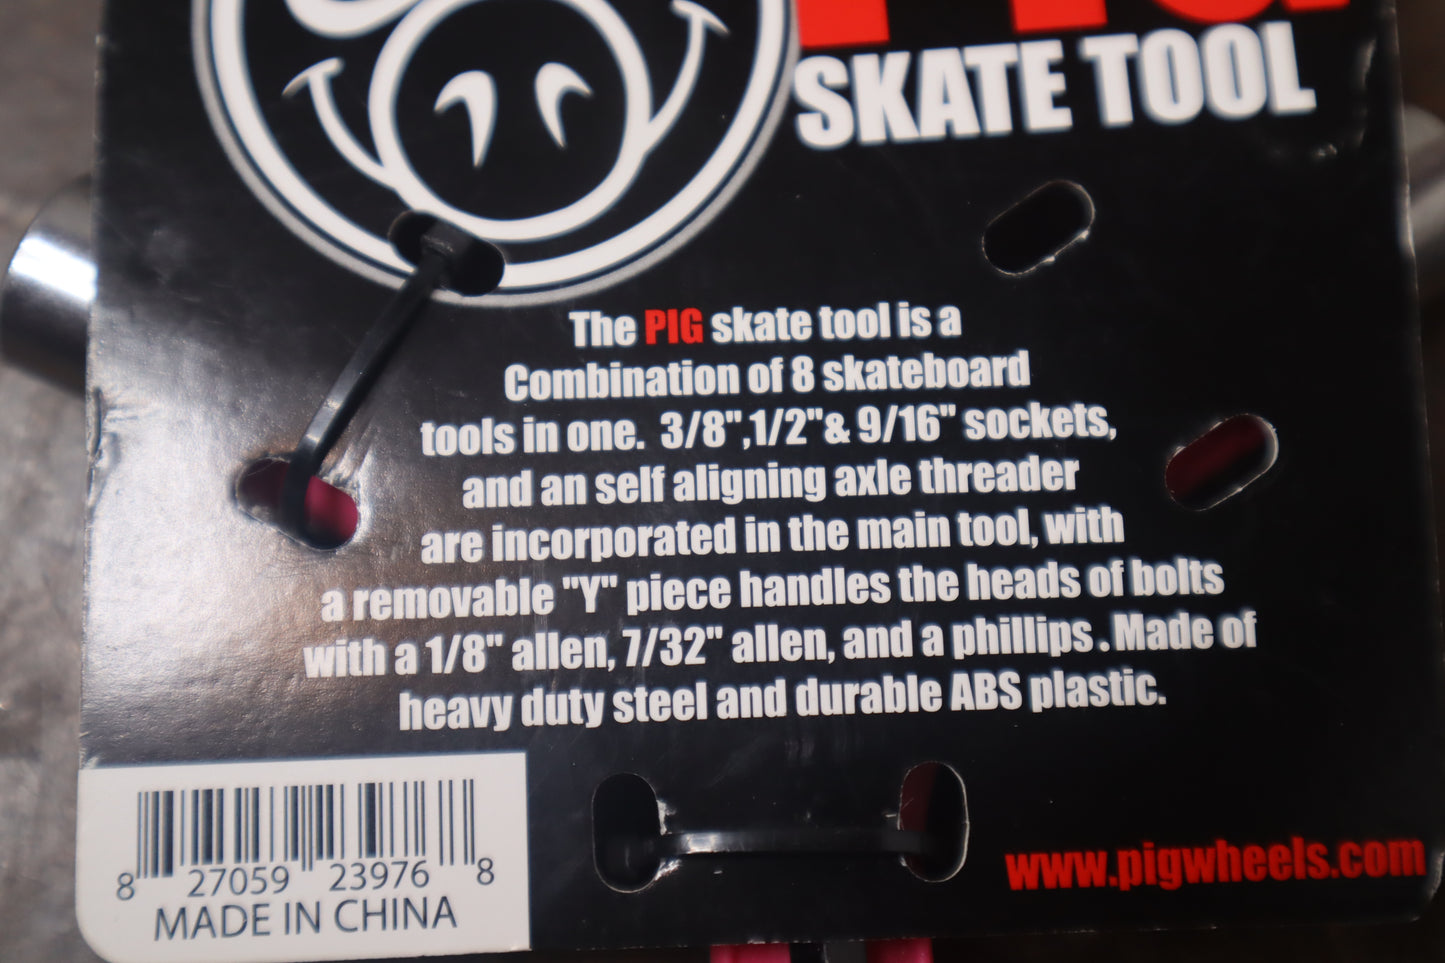 SKATE TOOL
The PIG skate tool is a
Combination of 8 skateboard
tools in one. 3/8",1/2"& 9/16" sockets,
and an self aligning axle threader
are incorporated in the main tool, with
a removable "Y" piece handles the heads of bolts
with a 1/8" allen, 7/32" allen, and a phillips. Made of
heavy duty steel and durable ABS plastic.
8 27059 23976 8
MADE IN CHINA
www.pigwheels.com